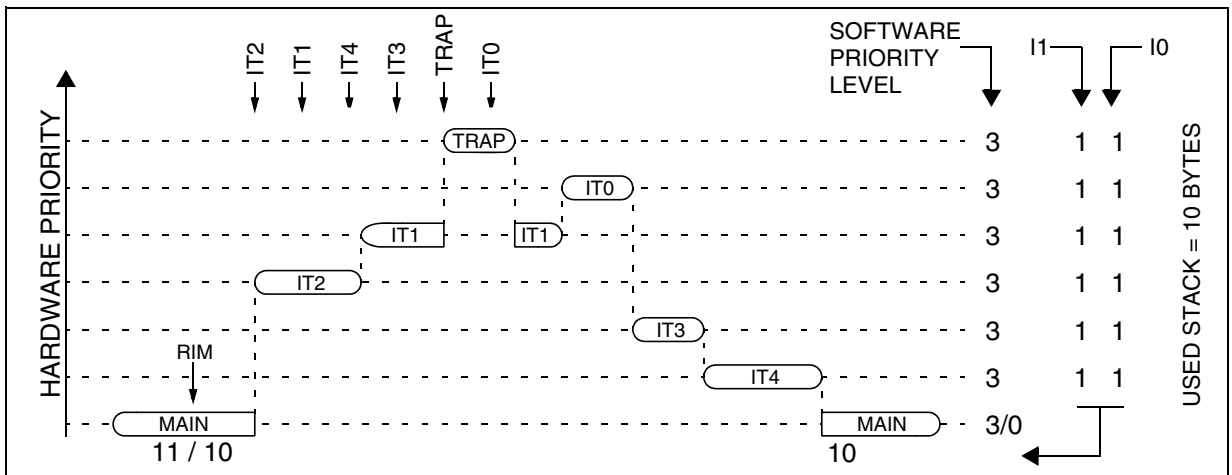 IT2
IT1
IT4
IT3
TRAP
IT0
SOFTWARE
PRIORITY
LEVEL
I1
I0
HARDWARE PRIORITY
TRAP
3
1 1
IT0
3
1 1
IT1
IT1
3
1 1
IT2
3
1 1
IT3
3
1 1
RIM
IT4
3
1 1
MAIN
MAIN
3/0
11 / 10
10
USED STACK = 10 BYTES